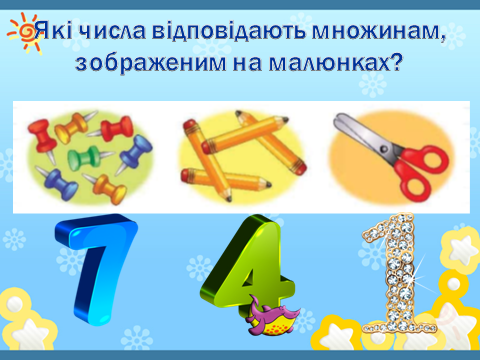 Які числа відповідають множинам,
зображеним на малюнках?
7 4 1